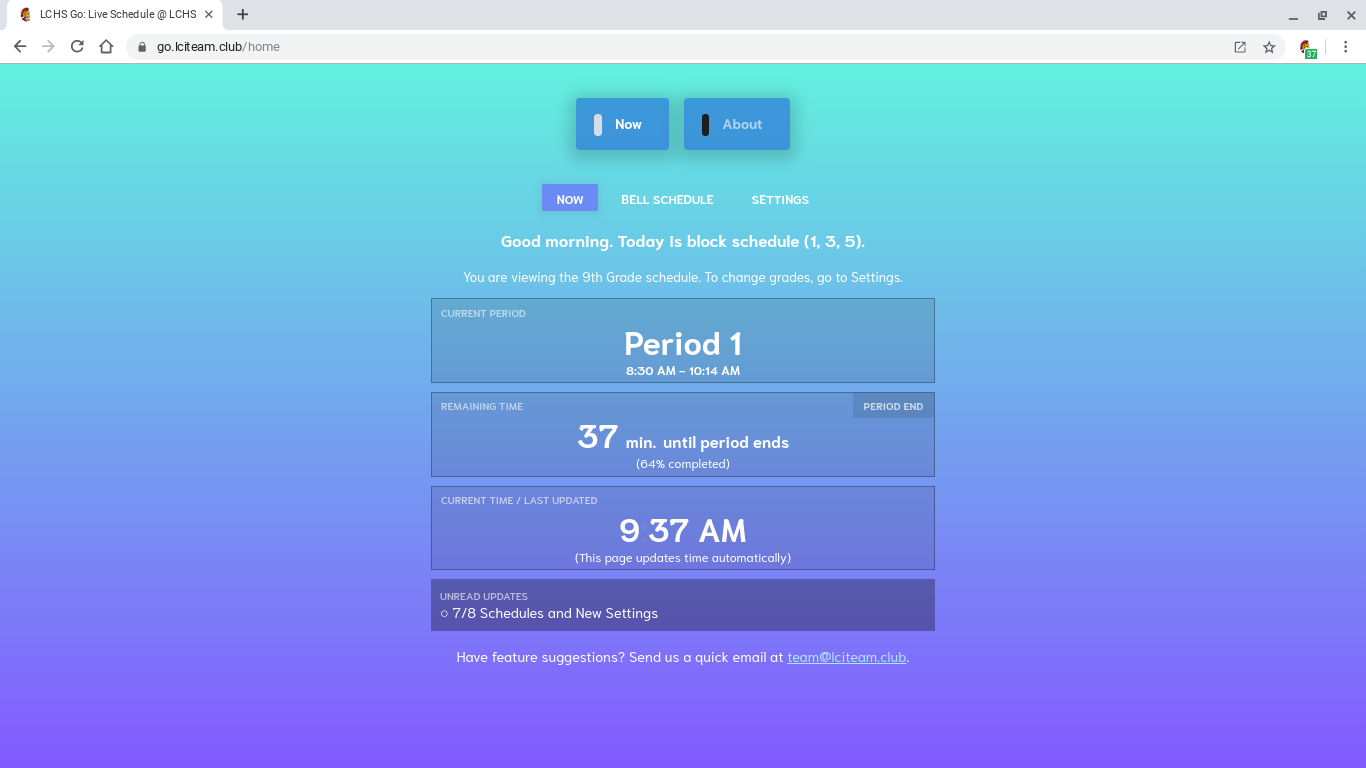 LCHS Go: Live Schedule @ LCHS
go.lciteam.club/home
37
Now
About
NOW
BELL SCHEDULE
SETTINGS
Good morning. Today is block schedule (1, 3, 5).
You are viewing the 9th Grade schedule. To change grades, go to Settings.
CURRENT PERIOD
Period 1
8:30 AM – 10:14 AM
REMAINING TIME
PERIOD END
37 min. until period ends
(64% completed)
CURRENT TIME / LAST UPDATED
9 37 AM
(This page updates time automatically)
UNREAD UPDATES
○ 7/8 Schedules and New Settings
Have feature suggestions? Send us a quick email at team@lciteam.club.